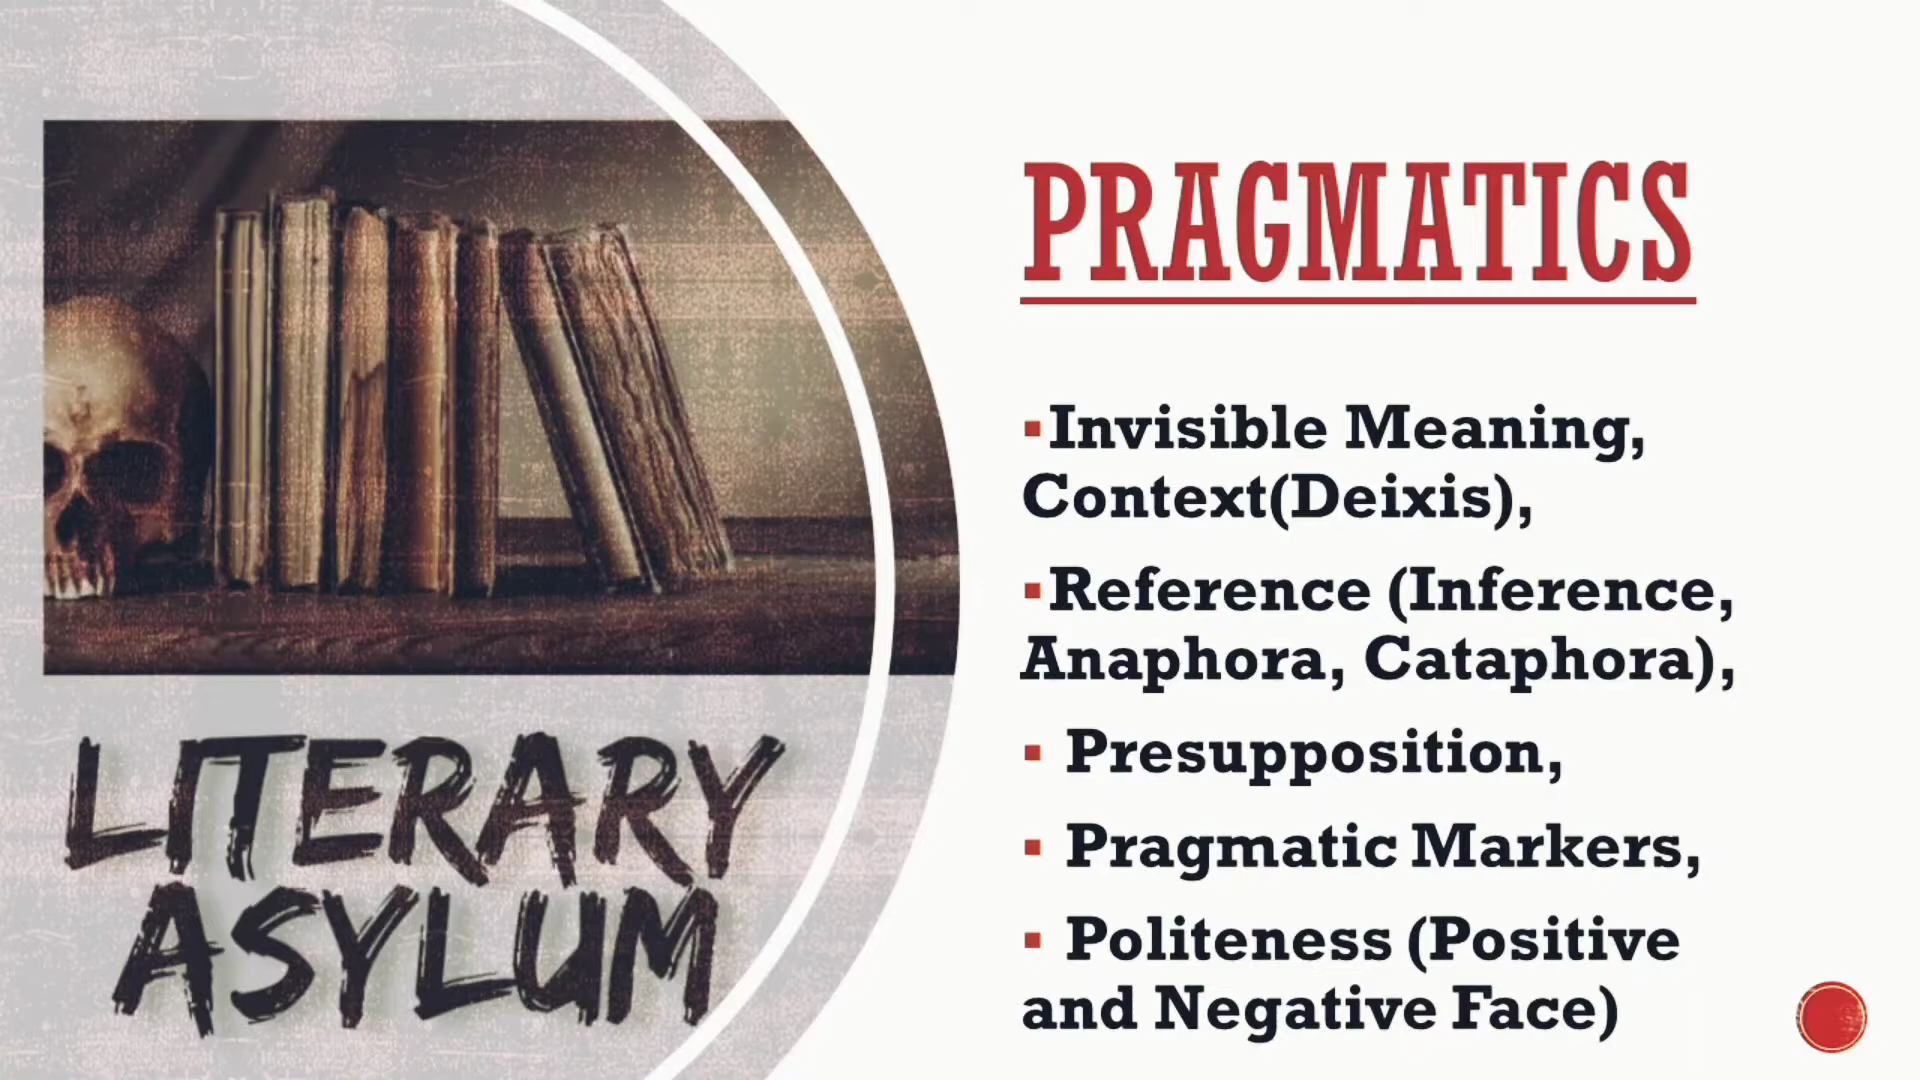 LITERARY
ASYLUM
PRAGMATICS
▪Invisible Meaning,
Context(Deixis),
▪Reference (Inference,
Anaphora, Cataphora),
▪ Presupposition,
▪ Pragmatic Markers,
▪ Politeness (Positive
and Negative Face)